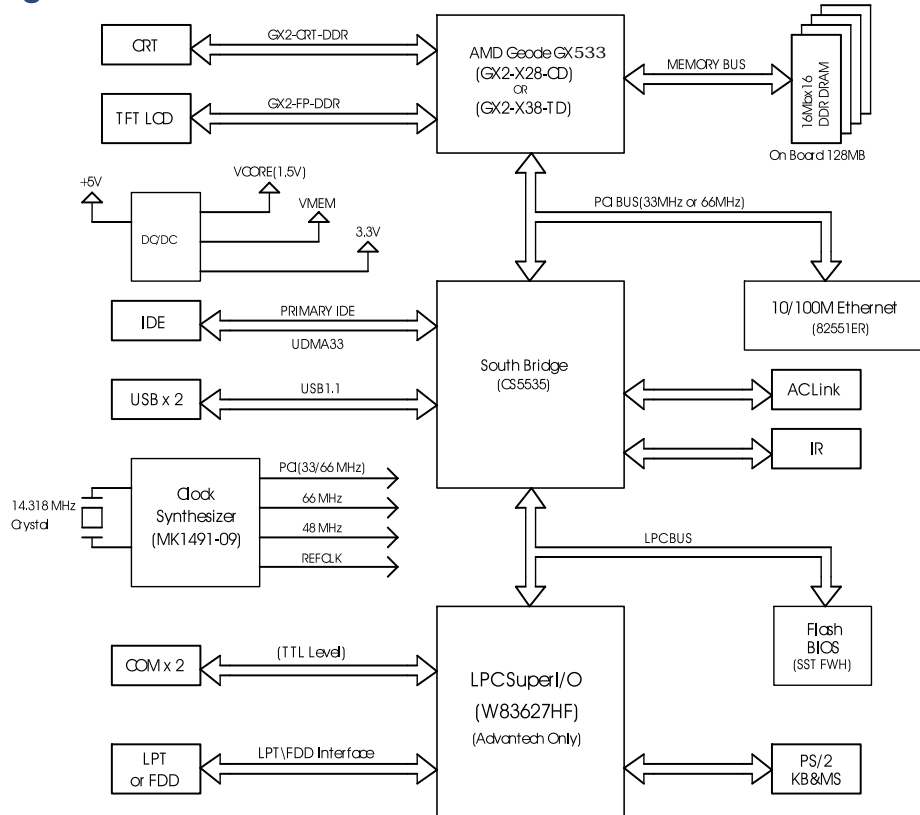 CRT
GX2-CRT-DDR
AMD Geode GX533
(GX2-X28-CD)
OR
(GX2-X38-TD)
MEMORY BUS
16Mbx16
DDR DRAM
On Board 128MB
TFT LCD
GX2-FP-DDR
+5V
VCORE(1.5V)
VMEM
3.3V
DC/DC
PCI BUS(33MHz or 66MHz)
10/100M Ethernet
(82551ER)
IDE
PRIMARY IDE
UDMA33
South Bridge
(CS5535)
USB x 2
USB1.1
ACLink
IR
14.318 MHz
Crystal
Clock
Synthesizer
(MK1491-09)
PCI(33/66 MHz)
66 MHz
48 MHz
REFCLK
LPCBUS
Flash
BIOS
(SST FWH)
COM x 2
(TTL Level)
LPCSuperI/O
(W83627HF)
(Advantech Only)
LPT
or FDD
LPT\FDD Interface
PS/2
KB&MS